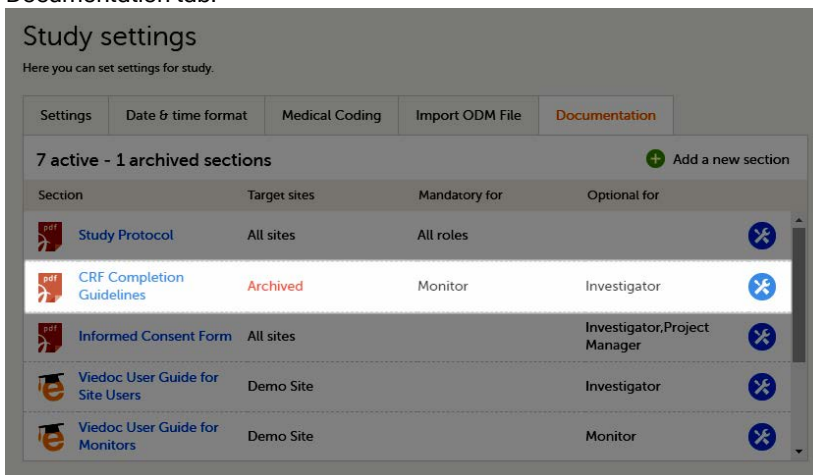 Documentation tab.
Study settings
Here you can set settings for study.
Settings Date & time format Medical Coding Import ODM File Documentation
7 active - 1 archived sections Add a new section
Section Target sites Mandatory for Optional for
pdf Study Protocol All sites All roles
pdf CRF Completion Guidelines Archived Monitor Investigator
pdf Informed Consent Form All sites Investigator,Project Manager
Viedoc User Guide for Site Users Demo Site Investigator
Viedoc User Guide for Monitors Demo Site Monitor